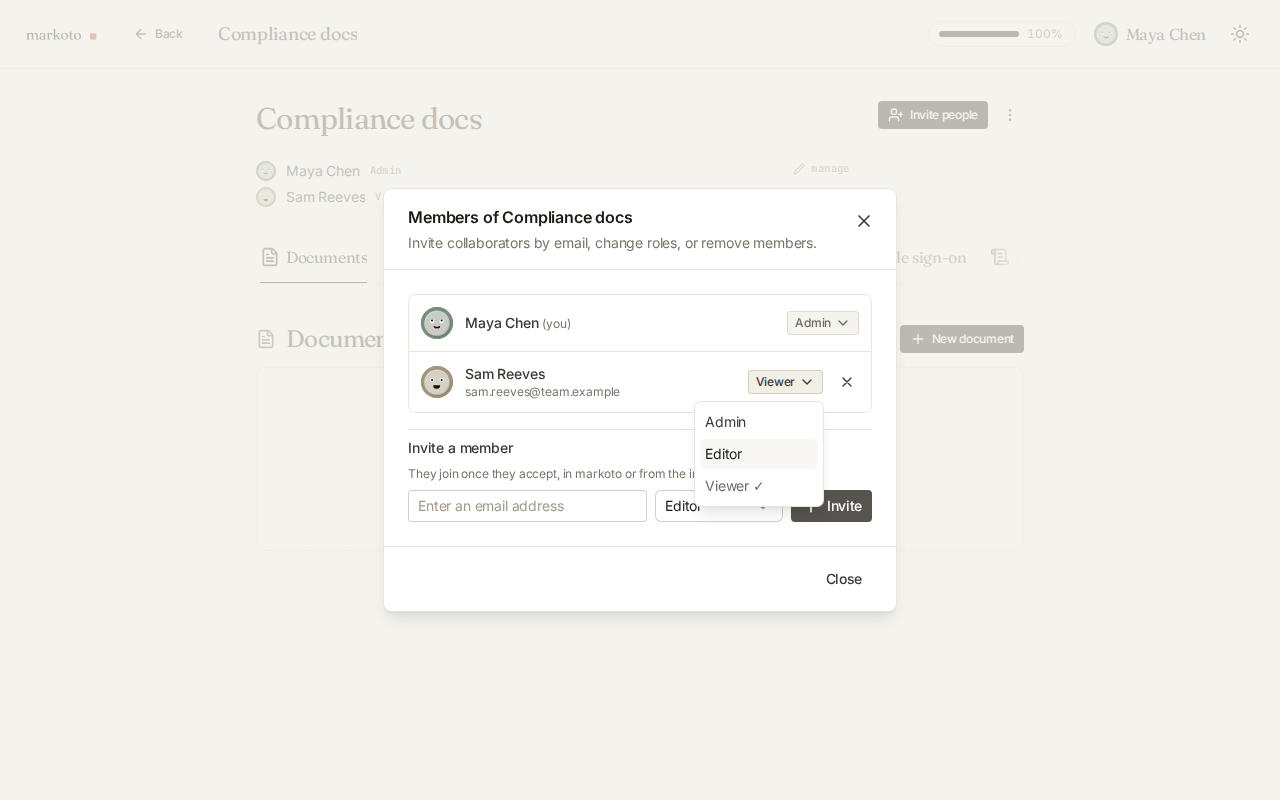 markoto
Back
Compliance docs
100%
Maya Chen
Compliance docs
Invite people
Maya Chen Admin
manage
Sam Reeves
Members of Compliance docs
Invite collaborators by email, change roles, or remove members.
Documents
le sign-on
Maya Chen (you)
Admin
Documen
New document
Sam Reeves
sam.reeves@team.example
Viewer
Admin
Editor
Viewer ✓
Invite a member
They join once they accept, in markoto or from the in
Enter an email address
Editor
Invite
Close